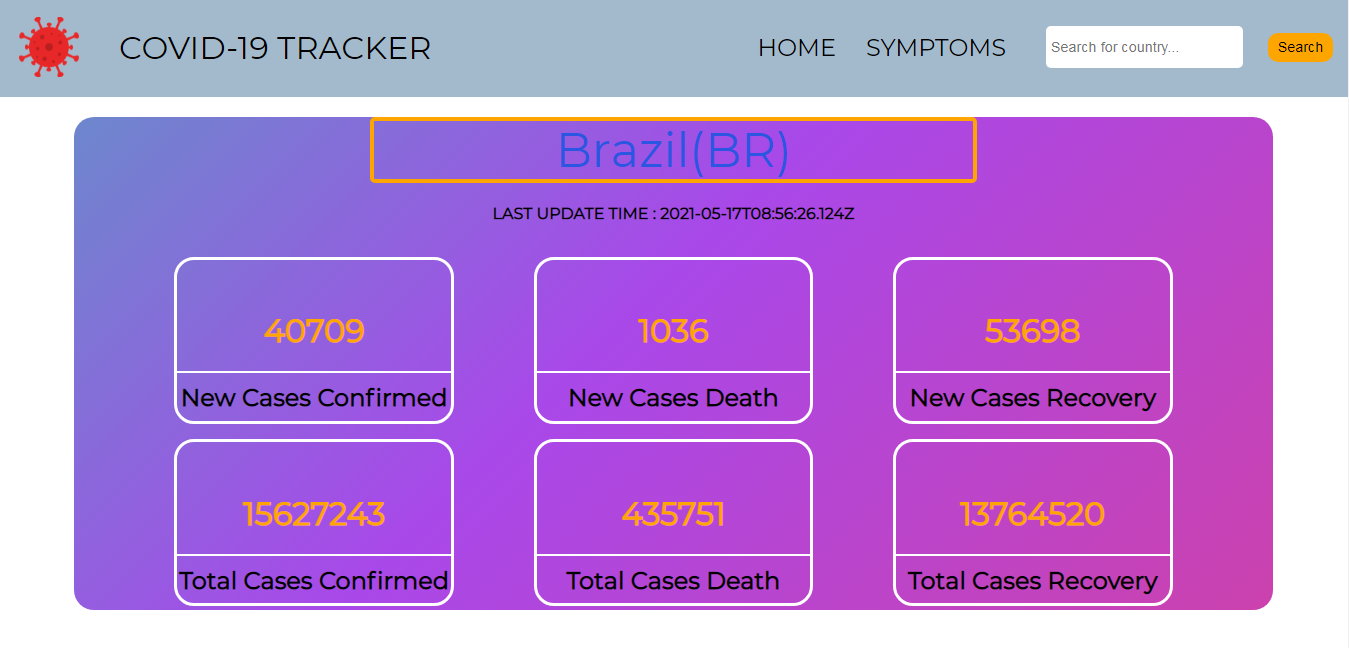 COVID-19 TRACKER
HOME
SYMPTOMS
Search for country...
Search
Brazil(BR)
LAST UPDATE TIME : 2021-05-17T08:56:26.124Z
40709
New Cases Confirmed
1036
New Cases Death
53698
New Cases Recovery
15627243
Total Cases Confirmed
435751
Total Cases Death
13764520
Total Cases Recovery